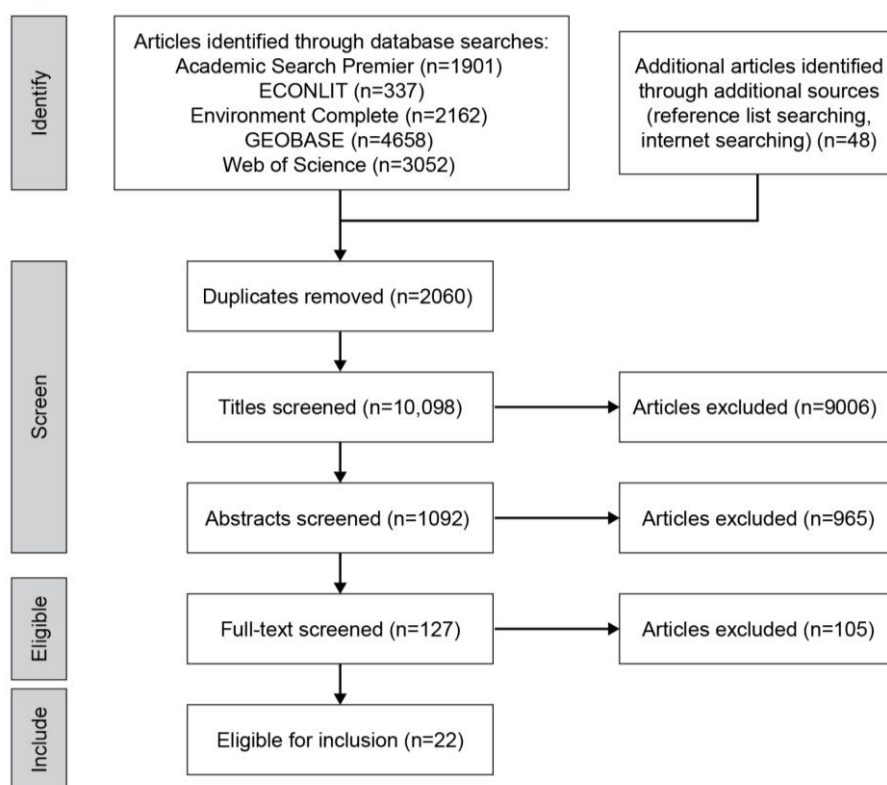 Identify
Articles identified through database searches:
Academic Search Premier (n=1901)
ECONLIT (n=337)
Environment Complete (n=2162)
GEOBASE (n=4658)
Web of Science (n=3052)
Additional articles identified
through additional sources
(reference list searching,
internet searching) (n=48)
Screen
Duplicates removed (n=2060)
Titles screened (n=10,098)
Articles excluded (n=9006)
Abstracts screened (n=1092)
Articles excluded (n=965)
Eligible
Full-text screened (n=127)
Articles excluded (n=105)
Include
Eligible for inclusion (n=22)